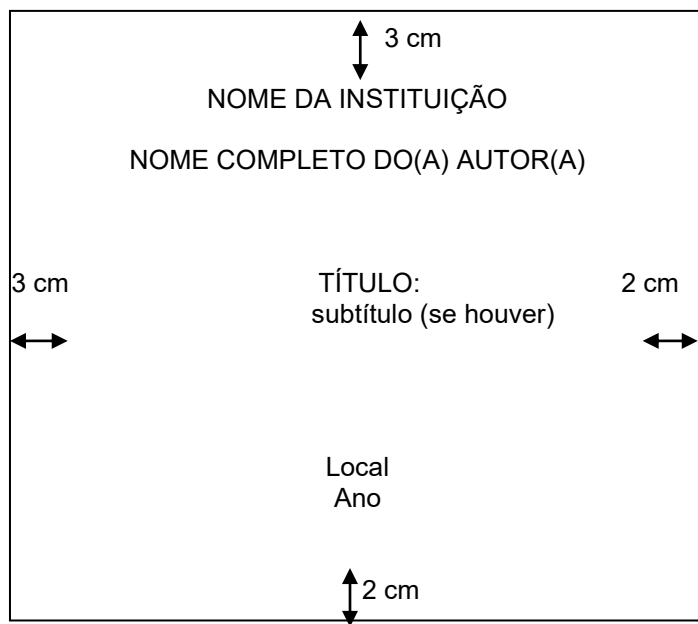 3 cm
NOME DA INSTITUIÇÃO
NOME COMPLETO DO(A) AUTOR(A)
3 cm TÍTULO: 2 cm
subtítulo (se houver)
Local
Ano
2 cm